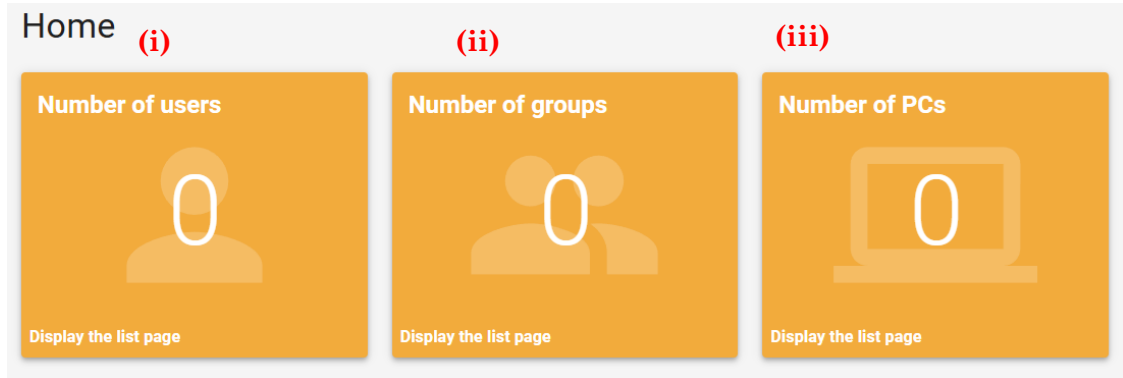 Home
(i) (ii) (iii)
Number of users Number of groups Number of PCs
0 0 0
Display the list page Display the list page Display the list page